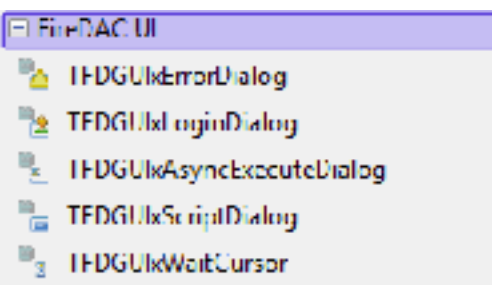 FireDAC UI
TFDGUIxErrorDialog
TFDGUIxLoginDialog
TFDGUIxAsyncExecuteDialog
TFDGUIxScriptDialog
TFDGUIxWaitCursor